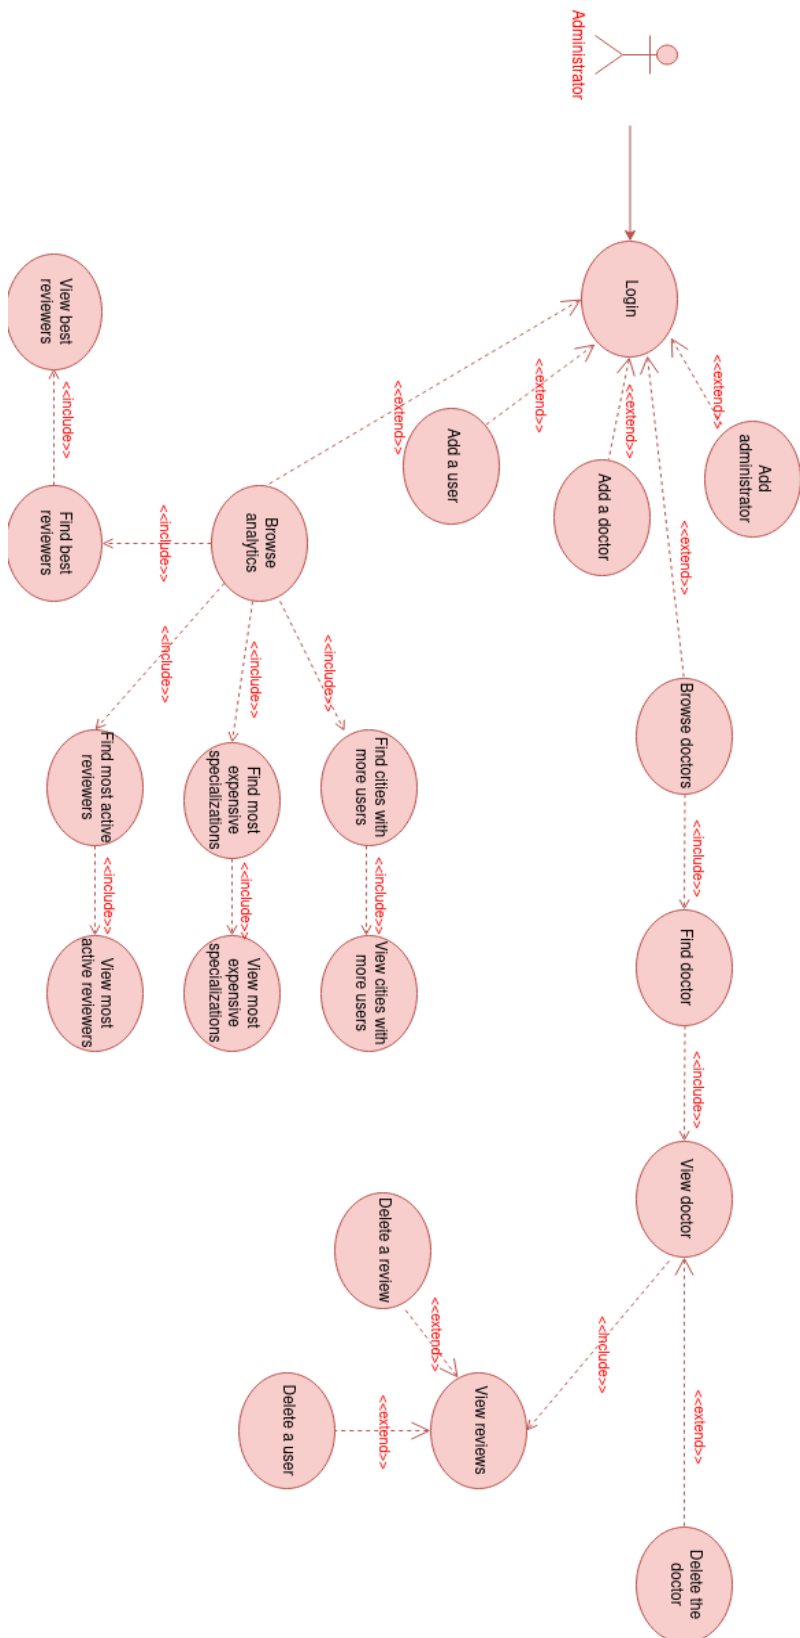 Administrator
Login
<<extend>>
Add
administrator
<<extend>>
Add a doctor
<<extend>>
Add a user
<<extend>>
<<extend>>
Browse doctors
<<include>>
Find doctor
<<include>>
View doctor
<<extend>>
Delete the
doctor
<<include>>
View reviews
<<extend>>
Delete a review
<<extend>>
Delete a user
Browse
analytics
<<include>>
Find cities with
more users
<<include>>
View cities with
more users
<<include>>
Find most
expensive
specializations
<<include>>
View most
expensive
specializations
<<include>>
Find most active
reviewers
<<include>>
View most
active reviewers
<<include>>
Find best
reviewers
<<include>>
View best
reviewers